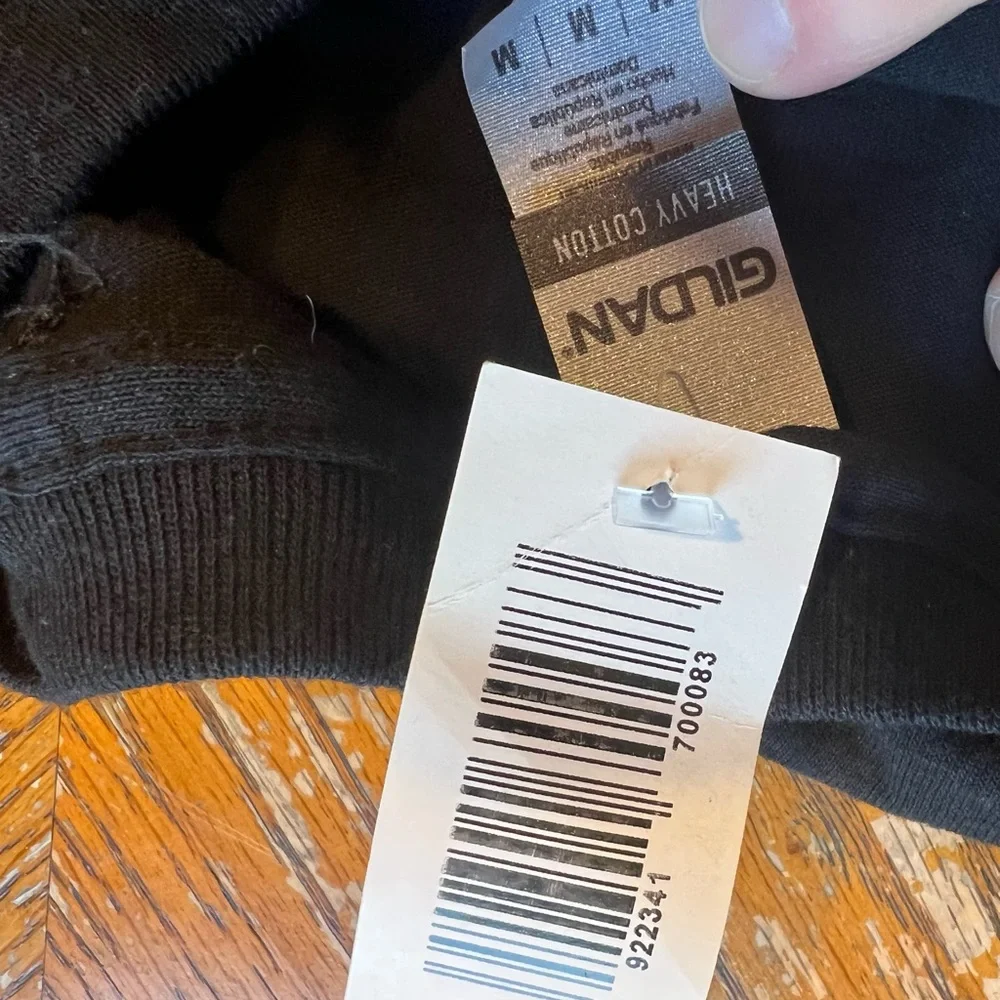 M | M | M
Hecho en República
Dominicana
Fabriqué en République
Dominicaine
HEAVY COTTON
GILDAN®
922341 700083